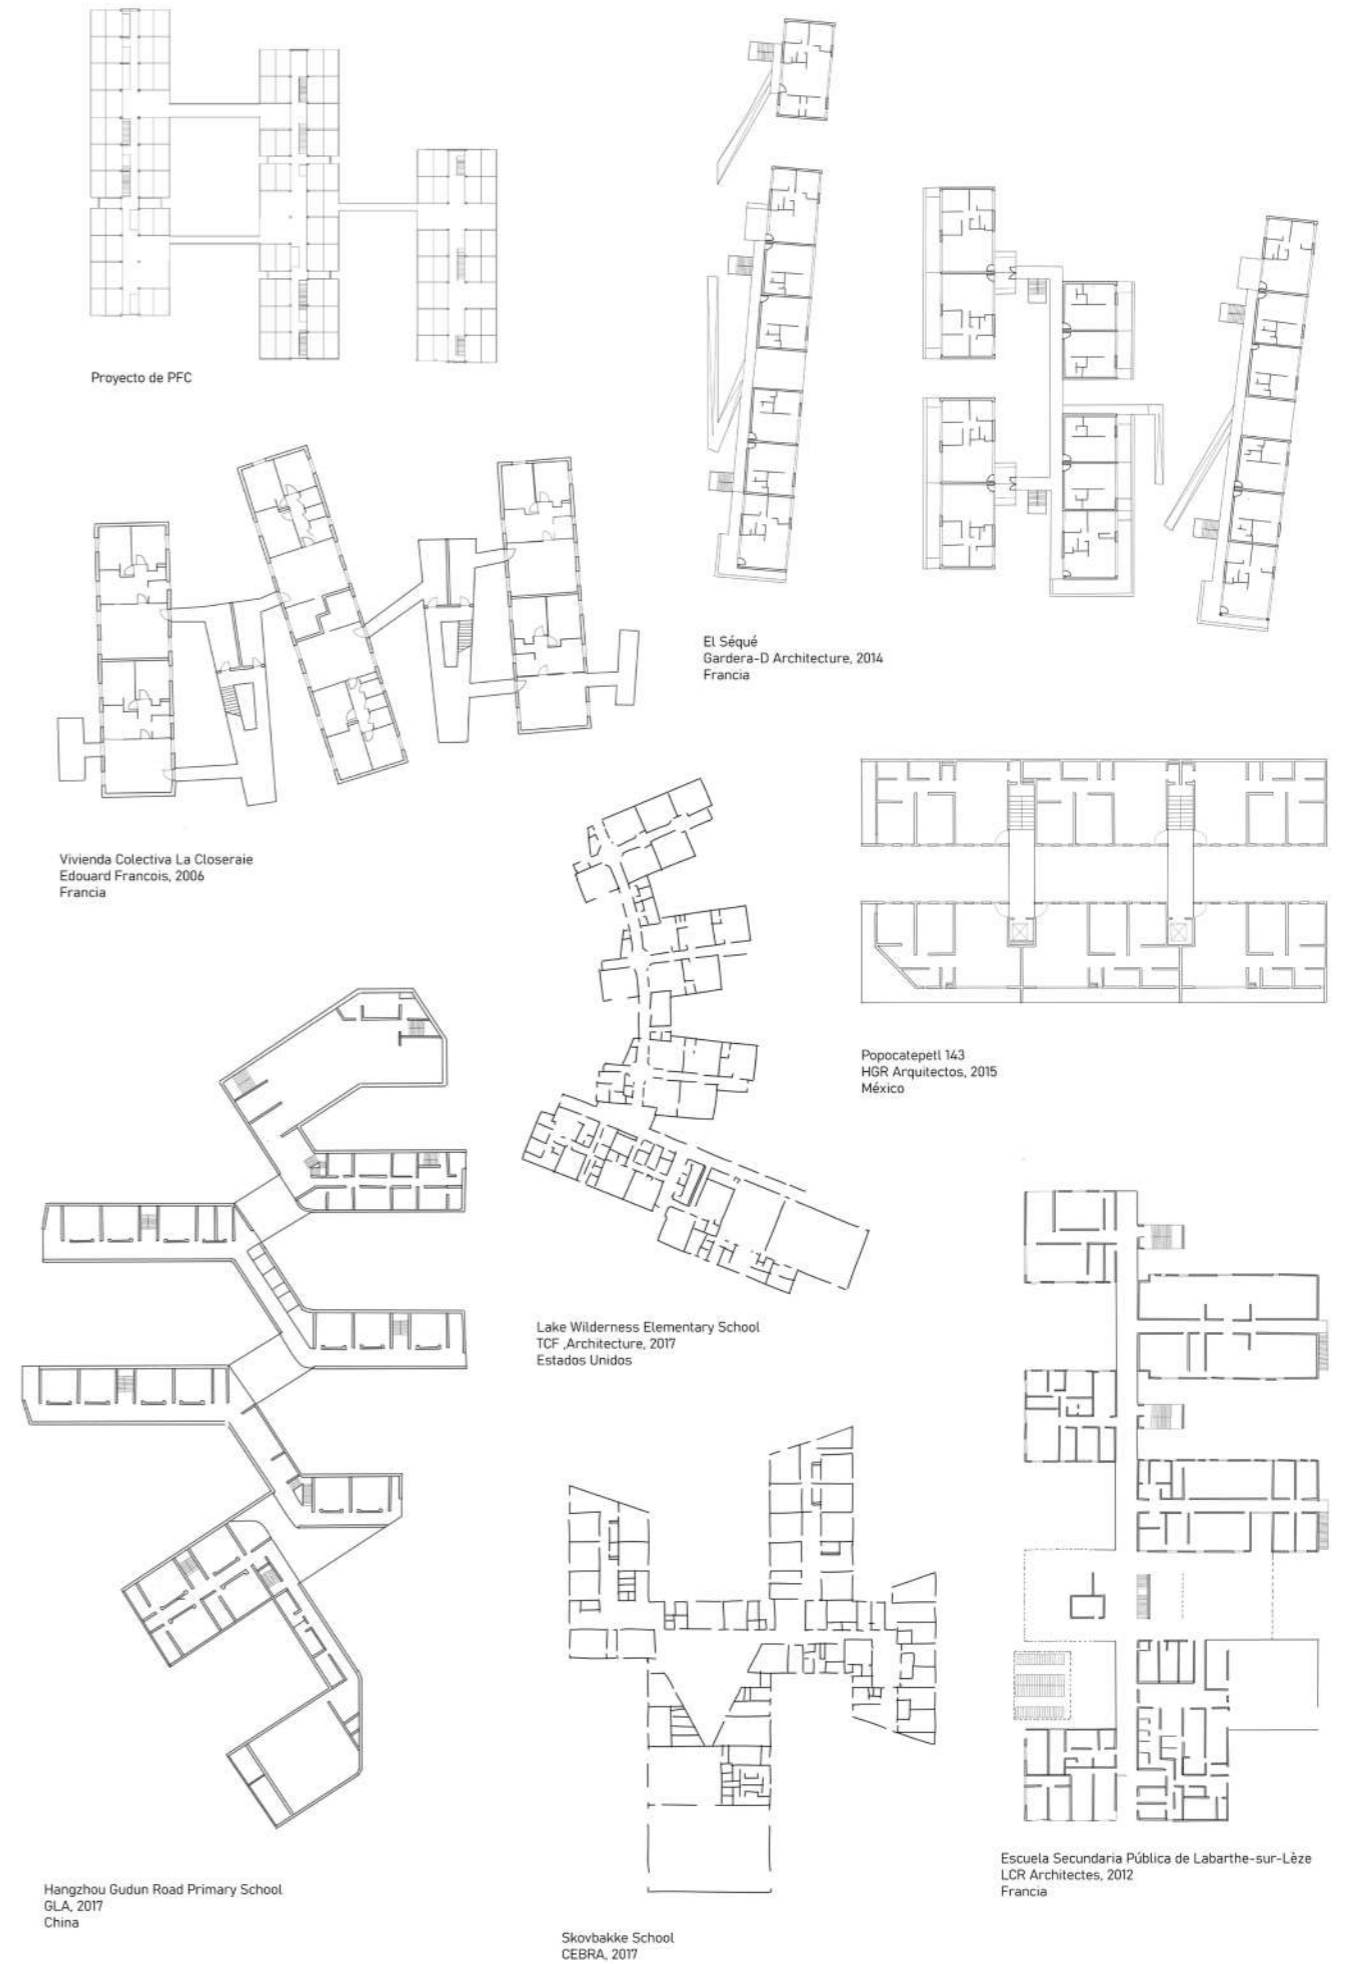 Proyecto de PFC
El Séqué
Gardera-D Architecture, 2014
Francia
Vivienda Colectiva La Closeraie
Edouard Francois, 2006
Francia
Popocatepetl 143
HGR Arquitectos, 2015
México
Lake Wilderness Elementary School
TCF ,Architecture, 2017
Estados Unidos
Hangzhou Gudun Road Primary School
GLA, 2017
China
Skovbakke School
CEBRA, 2017
Escuela Secundaria Pública de Labarthe-sur-Lèze
LCR Architectes, 2012
Francia